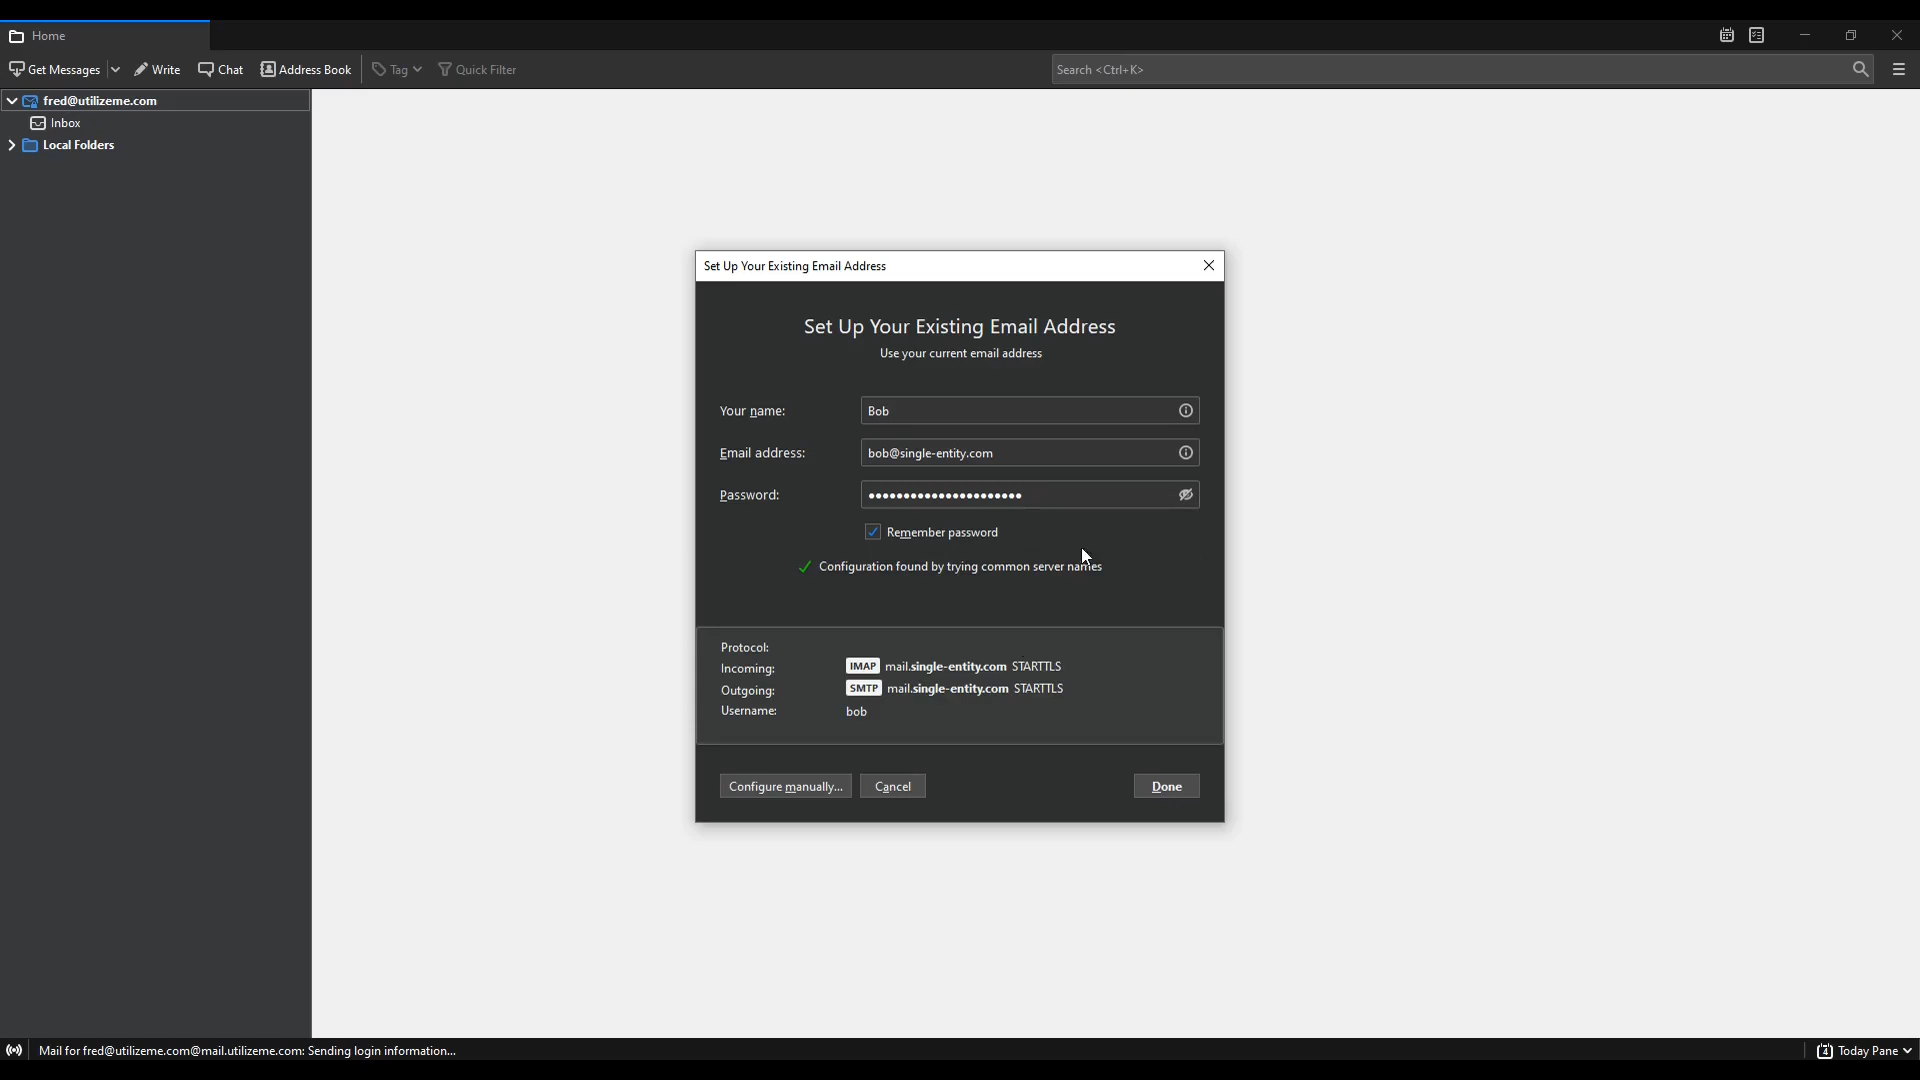 Home
Get Messages Write Chat Address Book Tag Quick Filter Search <Ctrl+K>
fred@utilizeme.com
Inbox
Local Folders
Set Up Your Existing Email Address
Set Up Your Existing Email Address
Use your current email address
Your name: Bob
Email address: bob@single-entity.com
Password: ••••••••••••••••••••••
Remember password
Configuration found by trying common server names
Protocol:
Incoming: IMAP mail.single-entity.com STARTTLS
Outgoing: SMTP mail.single-entity.com STARTTLS
Username: bob
Configure manually... Cancel Done
Mail for fred@utilizeme.com@mail.utilizeme.com: Sending login information... 4 Today Pane